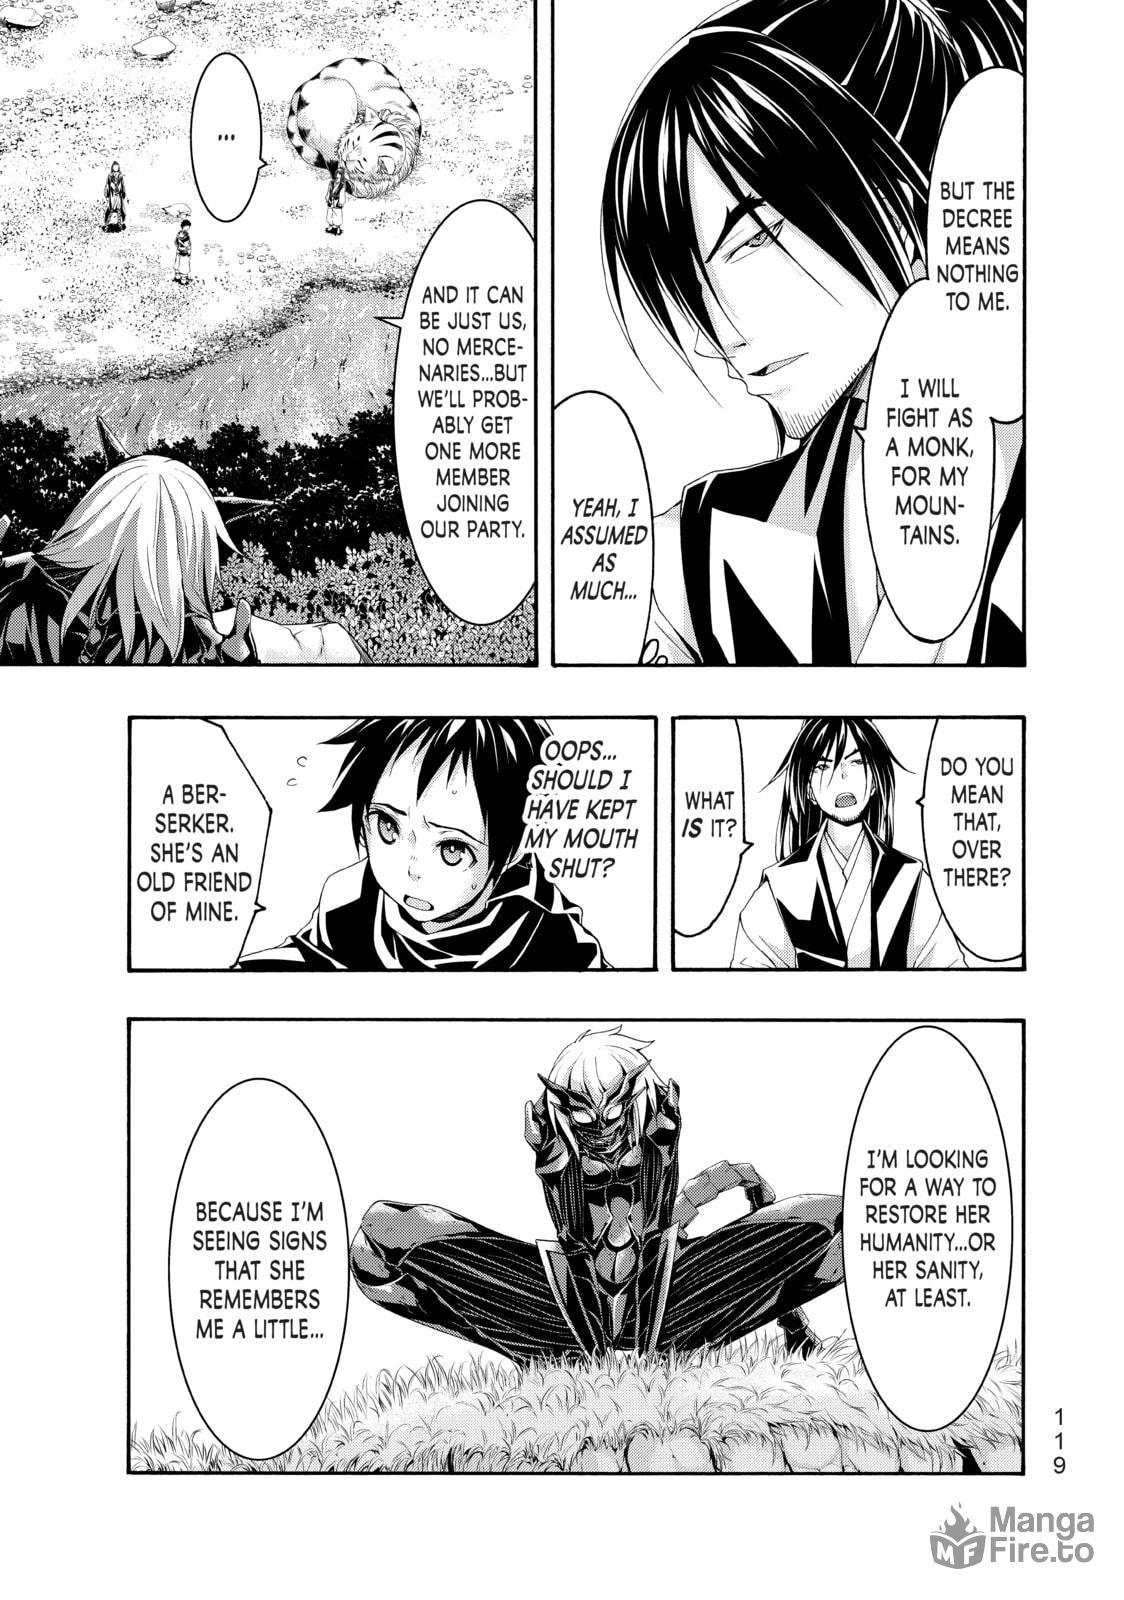 BUT THE
DECREE
MEANS
NOTHING
TO ME.
I WILL
FIGHT AS
A MONK,
FOR MY
MOUN-
TAINS.
YEAH, I
ASSUMED
AS
MUCH...
AND IT CAN
BE JUST US,
NO MERCE-
NARIES...BUT
WE'LL PROB-
ABLY GET
ONE MORE
MEMBER
JOINING
OUR PARTY.
...
DO YOU
MEAN
THAT,
OVER
THERE?
WHAT
IS IT?
OOPS...
SHOULD I
HAVE KEPT
MY MOUTH
SHUT?
A BER-
SERKER.
SHE'S AN
OLD FRIEND
OF MINE.
I'M LOOKING
FOR A WAY TO
RESTORE HER
HUMANITY...OR
HER SANITY,
AT LEAST.
BECAUSE I'M
SEEING SIGNS
THAT SHE
REMEMBERS
ME A LITTLE...
119
Manga
Fire.to
MF